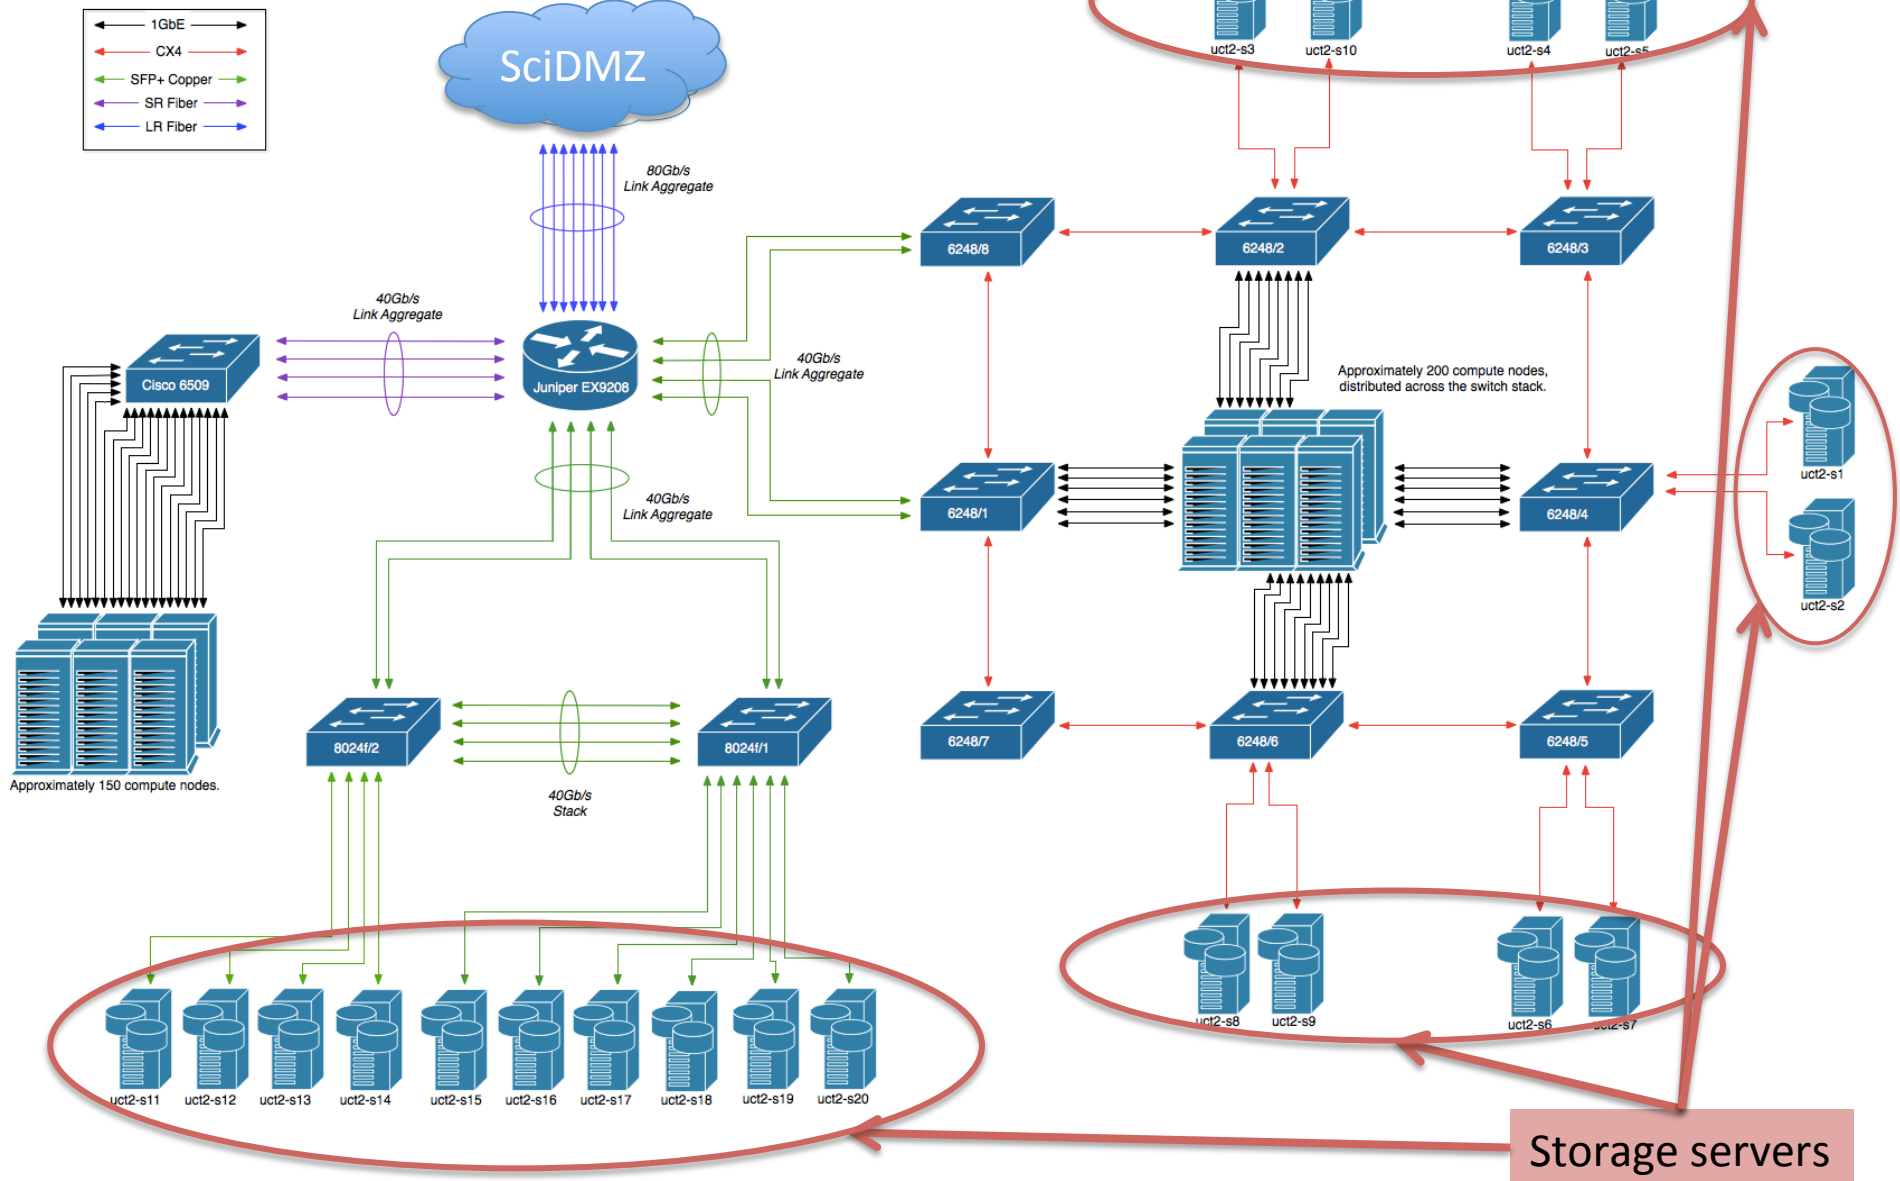 1GbE
CX4
SFP+ Copper
SR Fiber
LR Fiber
SciDMZ
uct2-s3
uct2-s10
uct2-s4
uct2-s5
80Gb/s
Link Aggregate
6248/8
6248/2
6248/3
40Gb/s
Link Aggregate
Cisco 6509
Juniper EX9208
40Gb/s
Link Aggregate
Approximately 200 compute nodes,
distributed across the switch stack.
uct2-s1
40Gb/s
Link Aggregate
6248/1
6248/4
uct2-s2
8024f/2
8024f/1
6248/7
6248/6
6248/5
Approximately 150 compute nodes.
40Gb/s
Stack
uct2-s8
uct2-s9
uct2-s6
uct2-s7
uct2-s11
uct2-s12
uct2-s13
uct2-s14
uct2-s15
uct2-s16
uct2-s17
uct2-s18
uct2-s19
uct2-s20
Storage servers